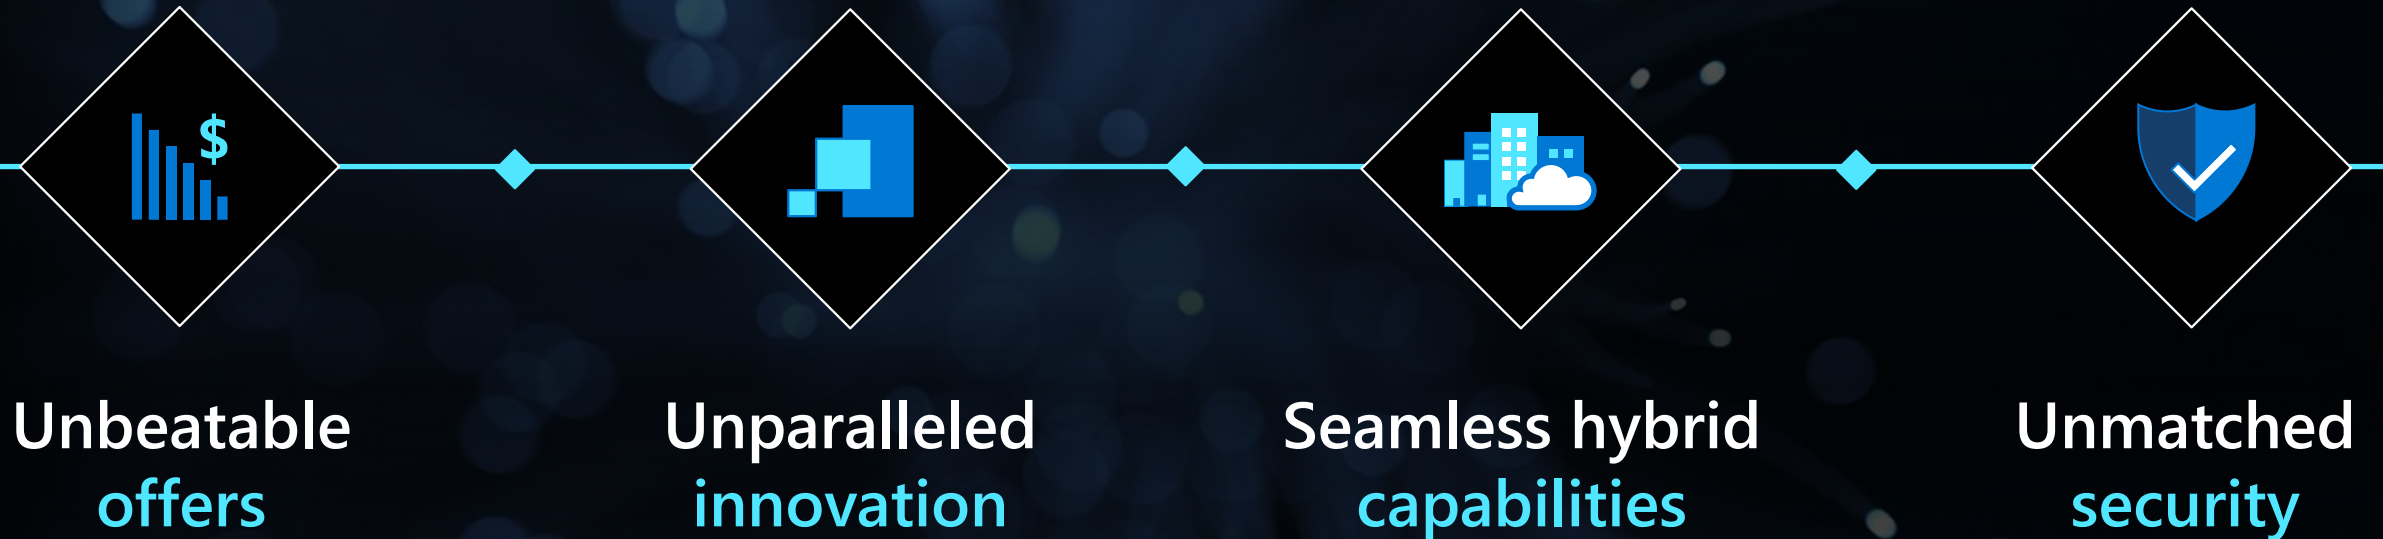 $
Unbeatable
offers
Unparalleled
innovation
Seamless hybrid
capabilities
Unmatched
security